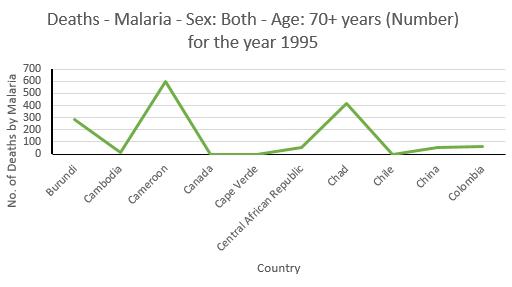 Deaths - Malaria - Sex: Both - Age: 70+ years (Number)
for the year 1995
No. of Deaths by Malaria
700
600
500
400
300
200
100
0
Burundi
Cambodia
Cameroon
Canada
Cape Verde
Central African Republic
Chad
Chile
China
Colombia
Country